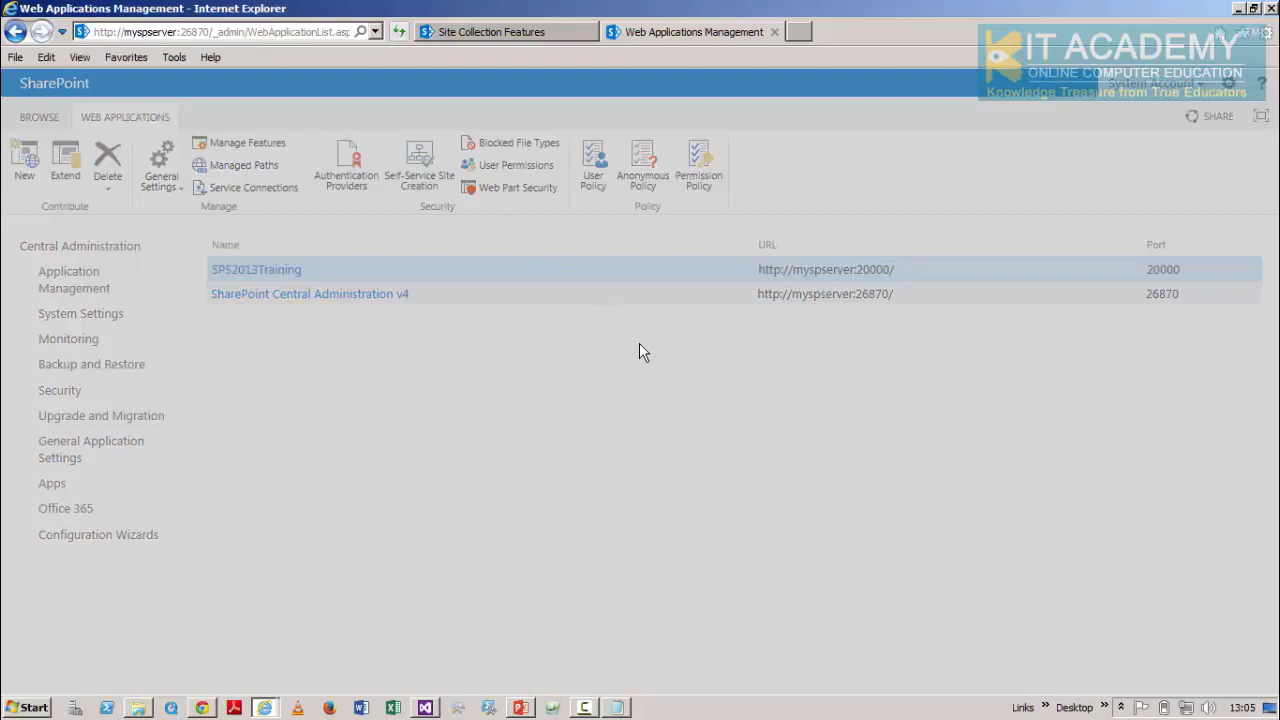 Web Applications Management - Internet Explorer
http://myspserver:26870/_admin/WebApplicationList.asp
Site Collection Features
Web Applications Management
File Edit View Favorites Tools Help
KIT ACADEMY
ONLINE COMPUTER EDUCATION
Knowledge Treasure from True Educators
SharePoint
System Account
BROWSE WEB APPLICATIONS
SHARE
New
Extend
Delete
General Settings
Manage Features
Managed Paths
Service Connections
Authentication Providers
Self-Service Site Creation
Blocked File Types
User Permissions
Web Part Security
User Policy
Anonymous Policy
Permission Policy
Contribute Manage Security Policy
Central Administration
Application
Management
System Settings
Monitoring
Backup and Restore
Security
Upgrade and Migration
General Application
Settings
Apps
Office 365
Configuration Wizards
Name URL Port
SPS2013Training http://myspserver:20000/ 20000
SharePoint Central Administration v4 http://myspserver:26870/ 26870
Start
Links » Desktop » 13:05